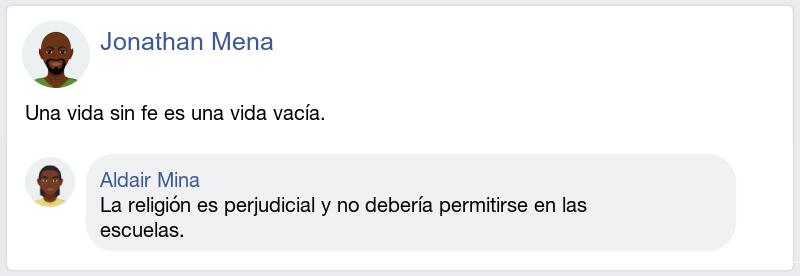 Jonathan Mena
Una vida sin fe es una vida vacía.
Aldair Mina
La religión es perjudicial y no debería permitirse en las
escuelas.